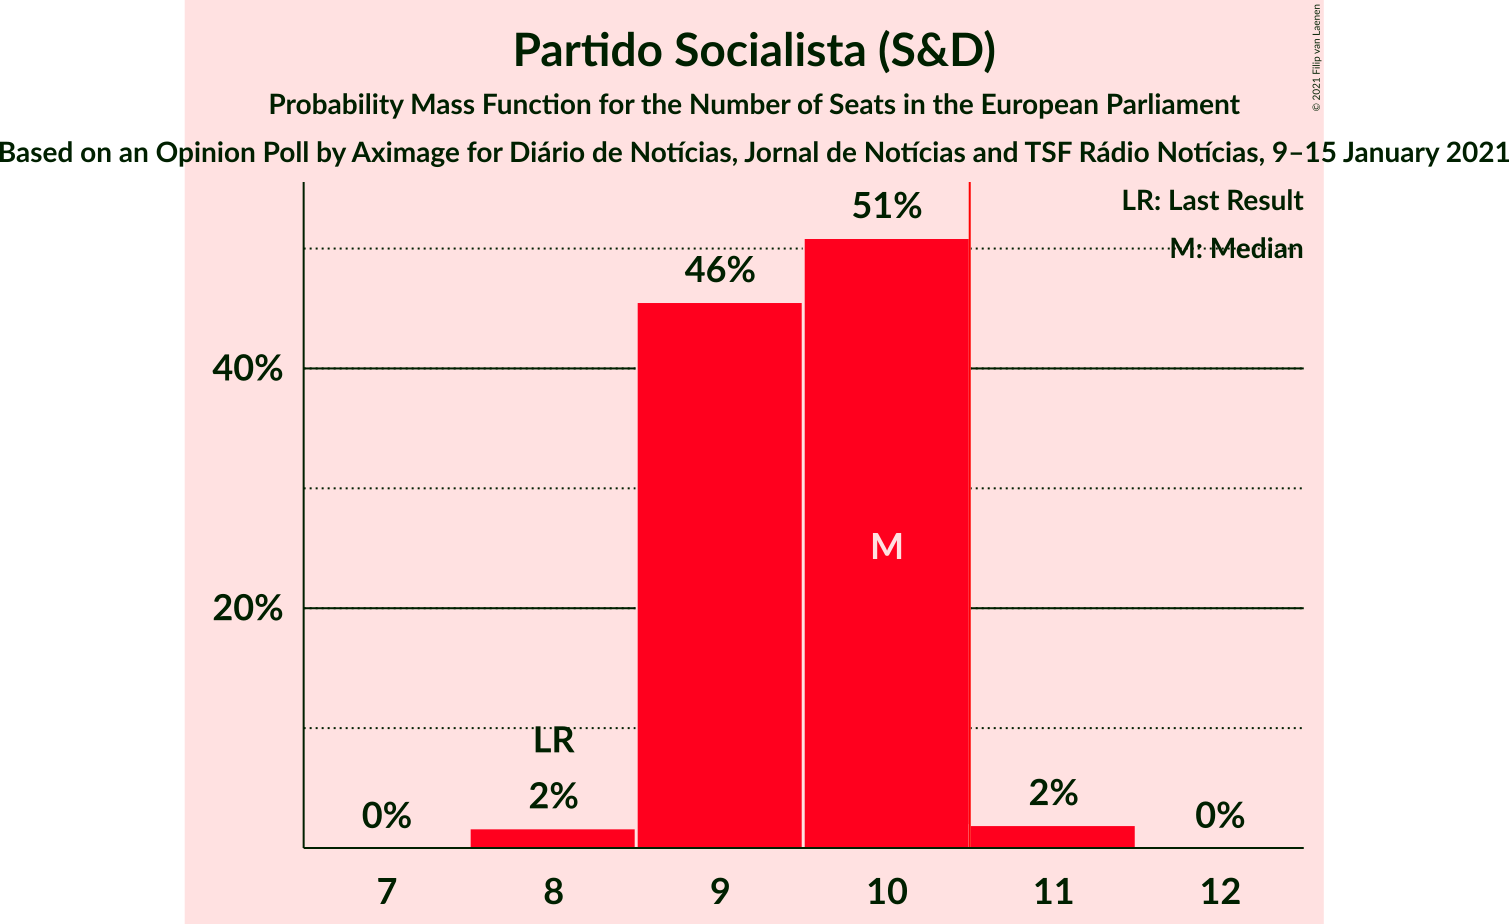 Partido Socialista (S&D)
Probability Mass Function for the Number of Seats in the European Parliament
Based on an Opinion Poll by Aximage for Diário de Notícias, Jornal de Notícias and TSF Rádio Notícias, 9–15 January 2021
© 2021 Filip van Laenen
LR: Last Result
M: Median
51%
46%
40%
M
20%
LR
0%
2%
2%
0%
7 8 9 10 11 12